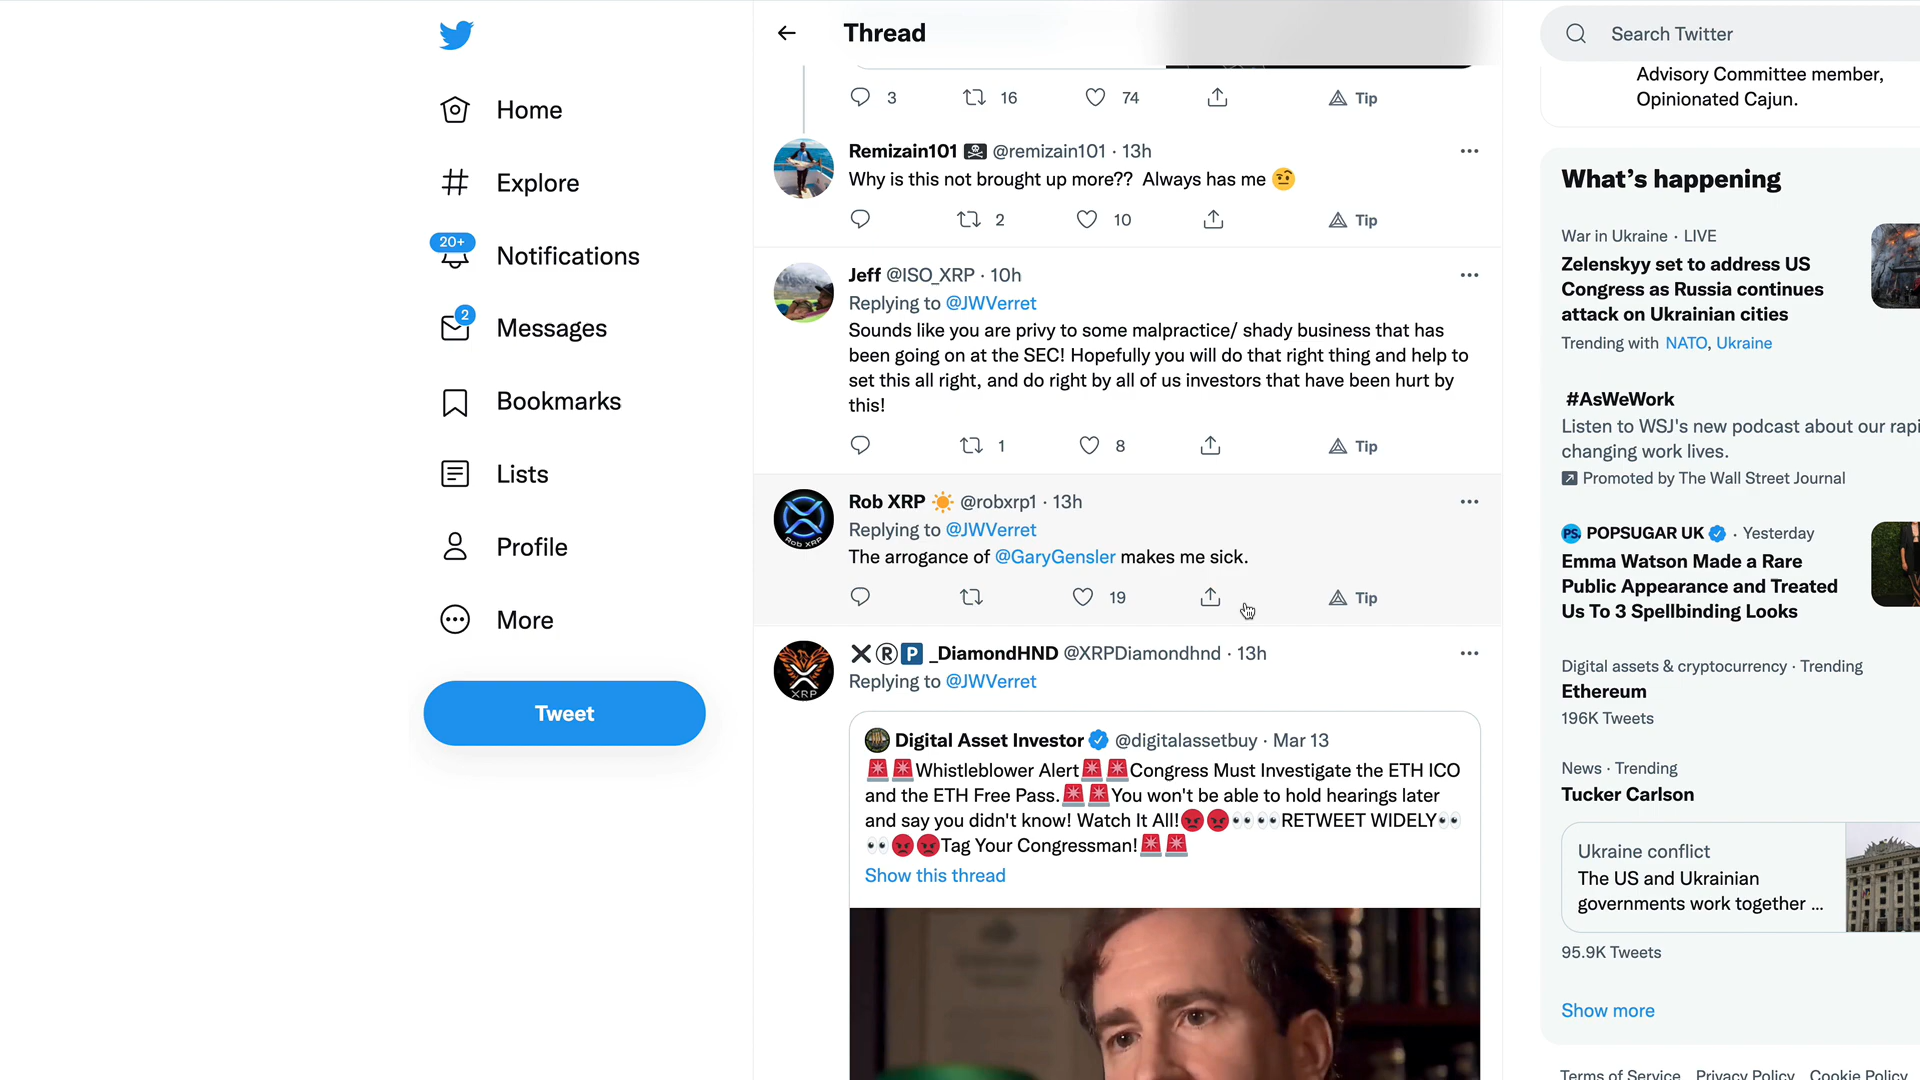 Thread
Search Twitter
Advisory Committee member,
Opinionated Cajun.
3 16 74 Tip
Home
Explore
20+
Notifications
2
Messages
Bookmarks
Lists
Profile
More
Tweet
Remizain101 @remizain101 · 13h
Why is this not brought up more?? Always has me 🤨
2 10 Tip
Jeff @ISO_XRP · 10h
Replying to @JWVerret
Sounds like you are privy to some malpractice/ shady business that has
been going on at the SEC! Hopefully you will do that right thing and help to
set this all right, and do right by all of us investors that have been hurt by
this!
1 8 Tip
Rob XRP ☀️ @robxrp1 · 13h
Replying to @JWVerret
The arrogance of @GaryGensler makes me sick.
19 Tip
Rob XRP
❌®️🅿️ _DiamondHND @XRPDiamondhnd · 13h
Replying to @JWVerret
XRP
Digital Asset Investor @digitalassetbuy · Mar 13
🚨🚨Whistleblower Alert🚨🚨Congress Must Investigate the ETH ICO
and the ETH Free Pass.🚨🚨You won't be able to hold hearings later
and say you didn't know! Watch It All!😡😡👀👀RETWEET WIDELY👀
👀😡😡Tag Your Congressman!🚨🚨
Show this thread
What's happening
War in Ukraine · LIVE
Zelenskyy set to address US
Congress as Russia continues
attack on Ukrainian cities
Trending with NATO, Ukraine
#AsWeWork
Listen to WSJ's new podcast about our rapi
changing work lives.
Promoted by The Wall Street Journal
PS. POPSUGAR UK · Yesterday
Emma Watson Made a Rare
Public Appearance and Treated
Us To 3 Spellbinding Looks
Digital assets & cryptocurrency · Trending
Ethereum
196K Tweets
News · Trending
Tucker Carlson
Ukraine conflict
The US and Ukrainian
governments work together ...
95.9K Tweets
Show more
Terms of Service Privacy Policy Cookie Policy